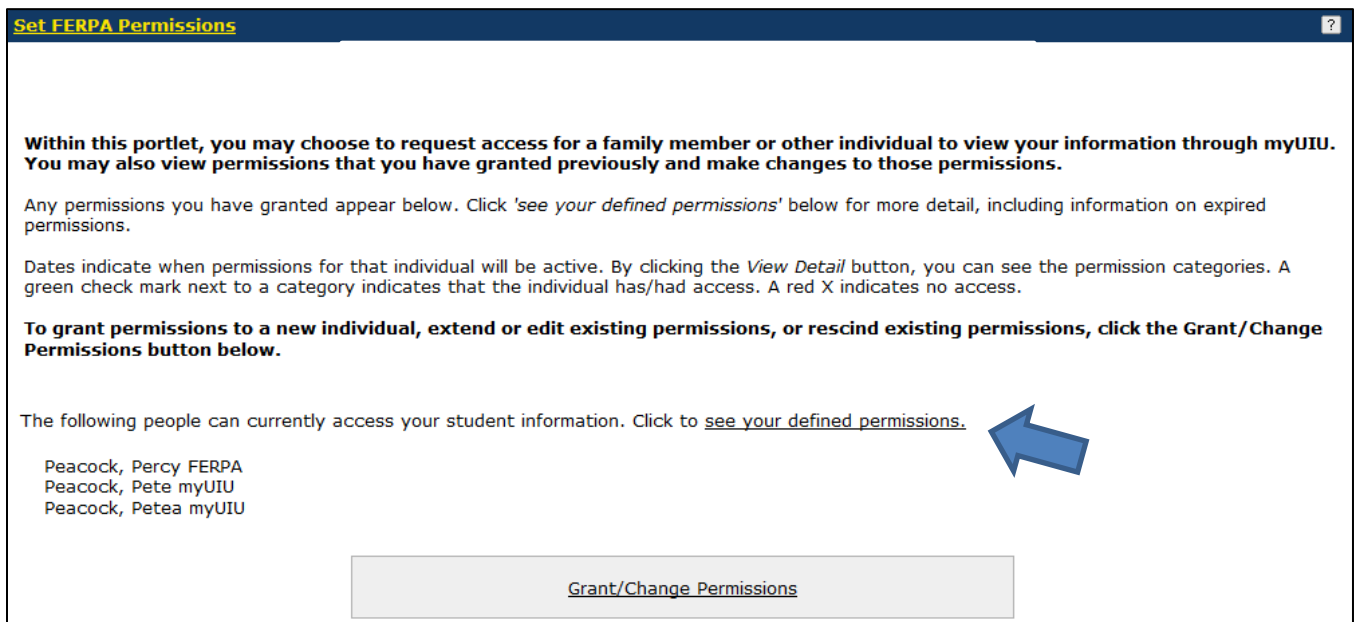 Set FERPA Permissions
?
Within this portlet, you may choose to request access for a family member or other individual to view your information through myUIU.
You may also view permissions that you have granted previously and make changes to those permissions.
Any permissions you have granted appear below. Click 'see your defined permissions' below for more detail, including information on expired
permissions.
Dates indicate when permissions for that individual will be active. By clicking the View Detail button, you can see the permission categories. A
green check mark next to a category indicates that the individual has/had access. A red X indicates no access.
To grant permissions to a new individual, extend or edit existing permissions, or rescind existing permissions, click the Grant/Change
Permissions button below.
The following people can currently access your student information. Click to see your defined permissions.
Peacock, Percy FERPA
Peacock, Pete myUIU
Peacock, Petea myUIU
Grant/Change Permissions